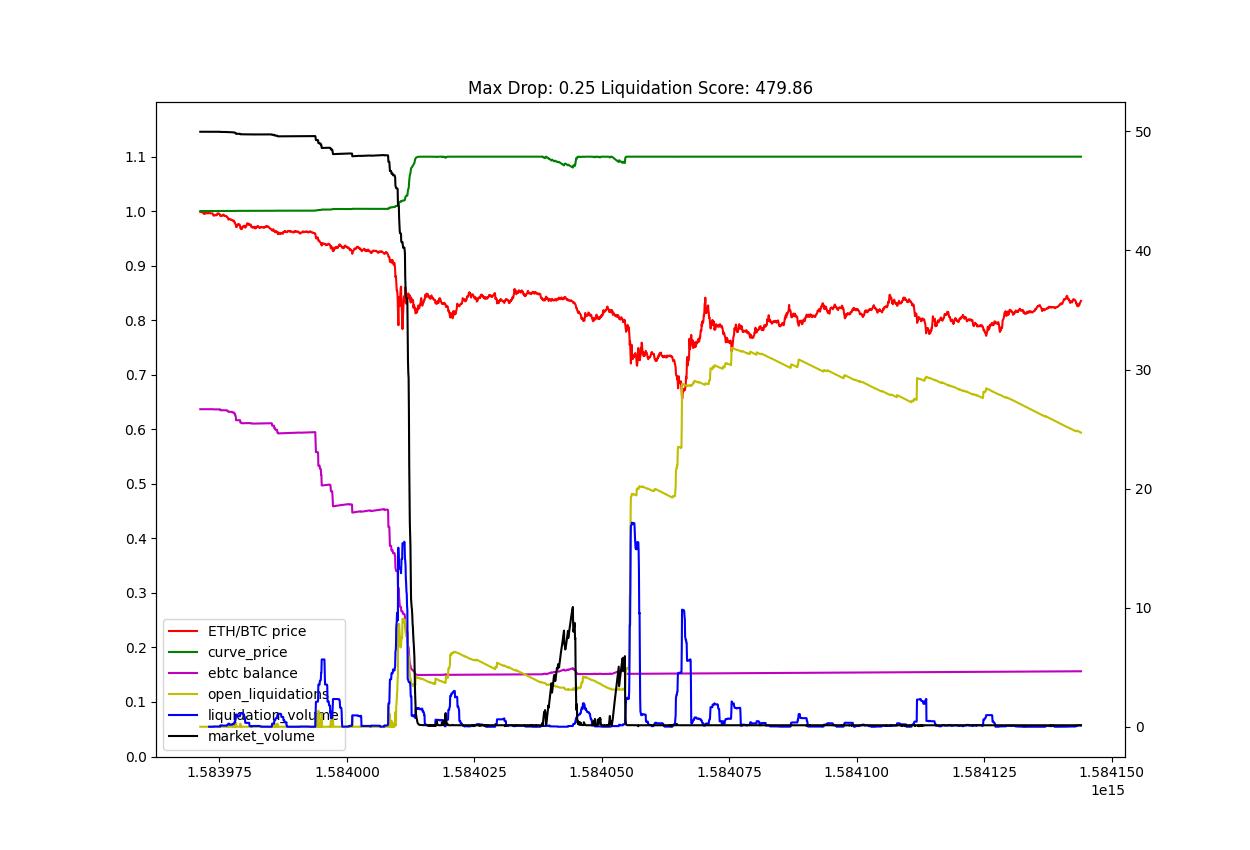 Max Drop: 0.25 Liquidation Score: 479.86
1.1
1.0
0.9
0.8
0.7
0.6
0.5
0.4
0.3
0.2
0.1
0.0
50
40
30
20
10
0
ETH/BTC price
curve_price
ebtc balance
open_liquidations
liquidation_volume
market_volume
1.583975 1.584000 1.584025 1.584050 1.584075 1.584100 1.584125 1.584150
1e15